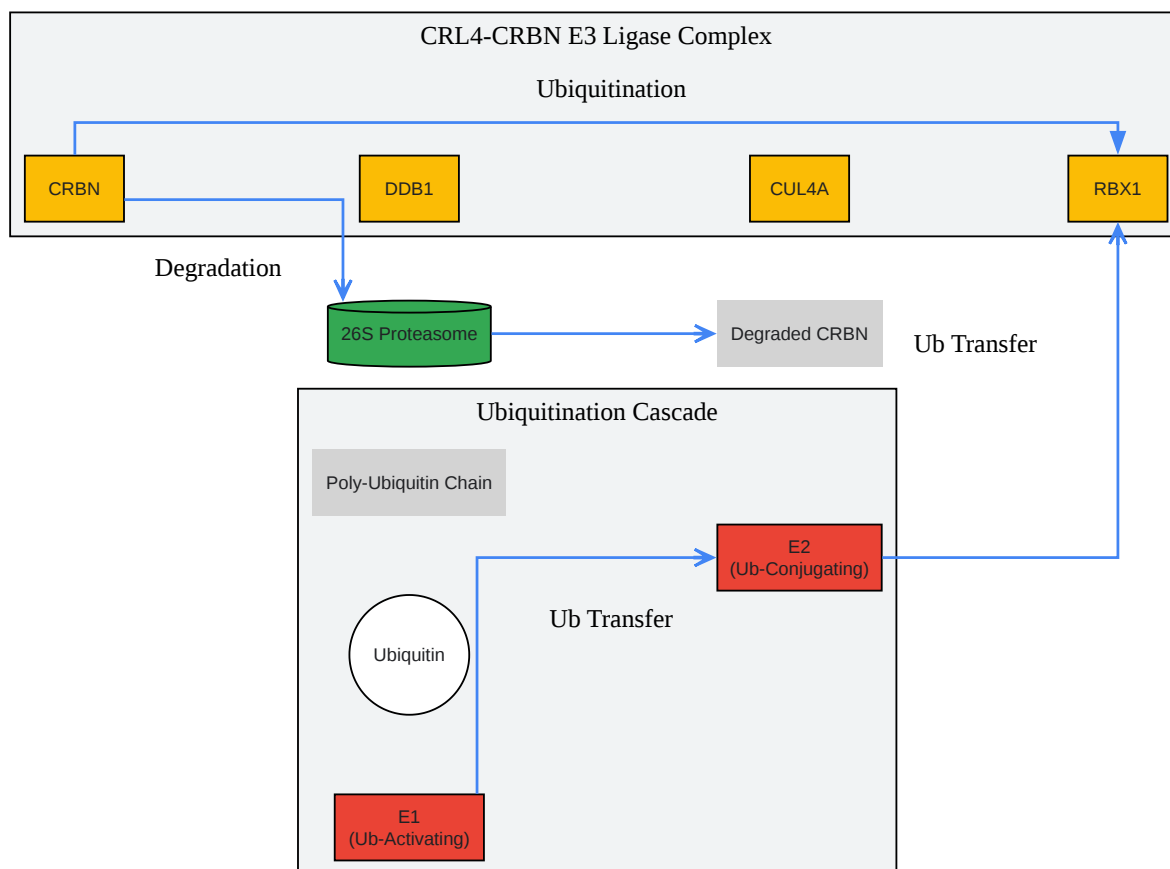 CRL4-CRBN E3 Ligase Complex
Ubiquitination
CRBN
DDB1
CUL4A
RBX1
Degradation
26S Proteasome
Degraded CRBN
Ub Transfer
Ubiquitination Cascade
Poly-Ubiquitin Chain
E2
(Ub-Conjugating)
Ub Transfer
Ubiquitin
E1
(Ub-Activating)